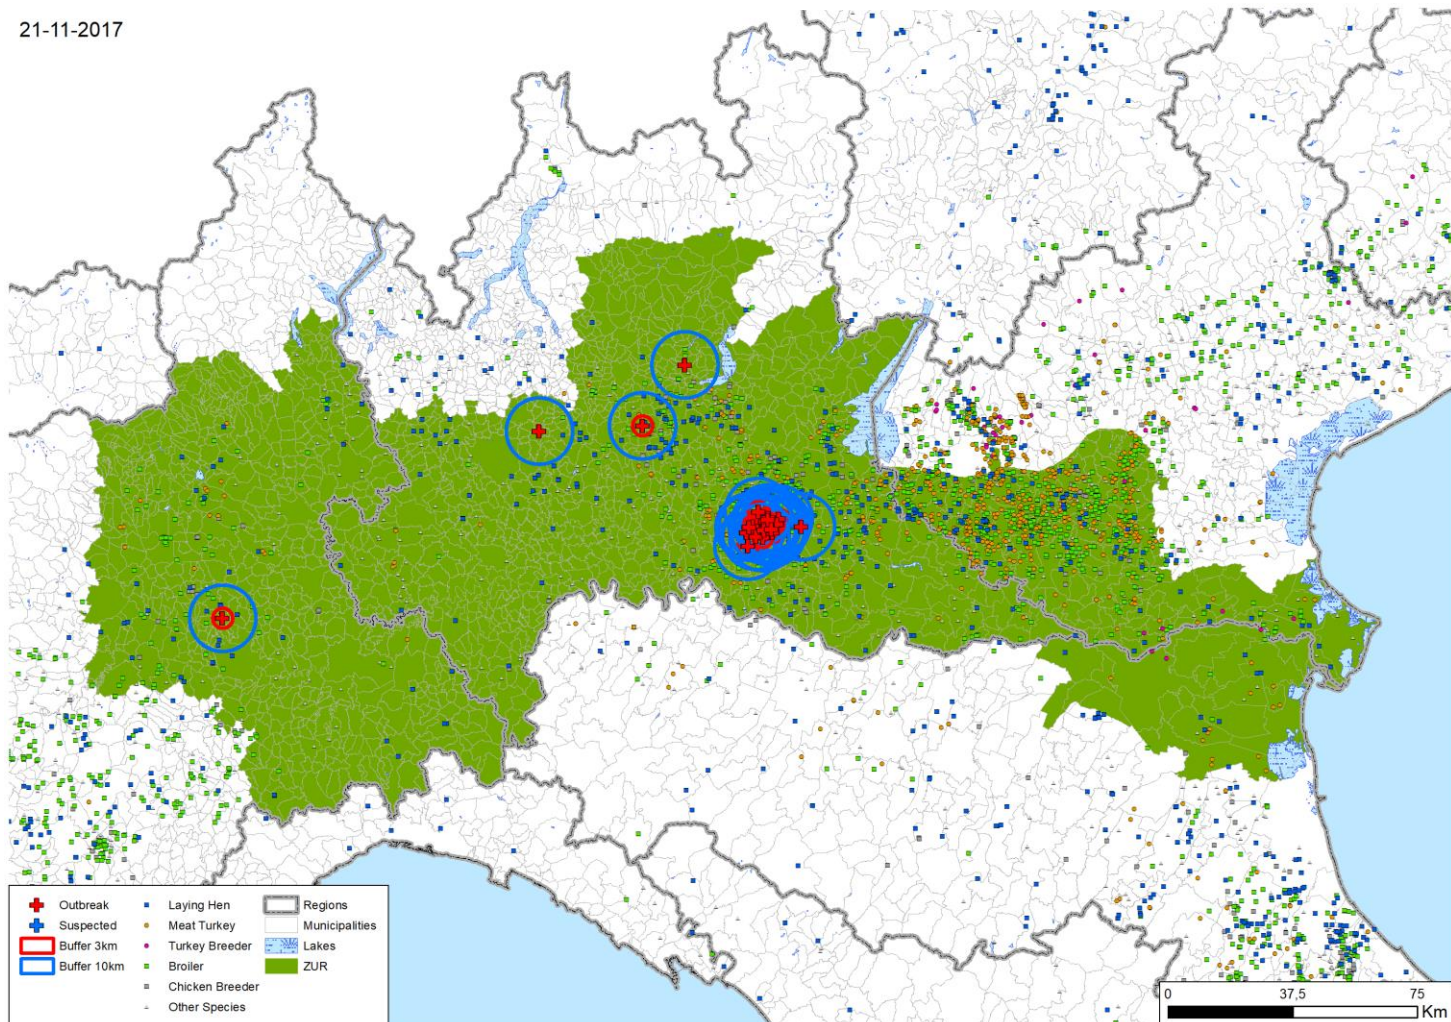 21-11-2017
Outbreak
Suspected
Buffer 3km
Buffer 10km
Laying Hen
Meat Turkey
Turkey Breeder
Broiler
Chicken Breeder
Other Species
Regions
Municipalities
Lakes
ZUR
0 37,5 75
Km